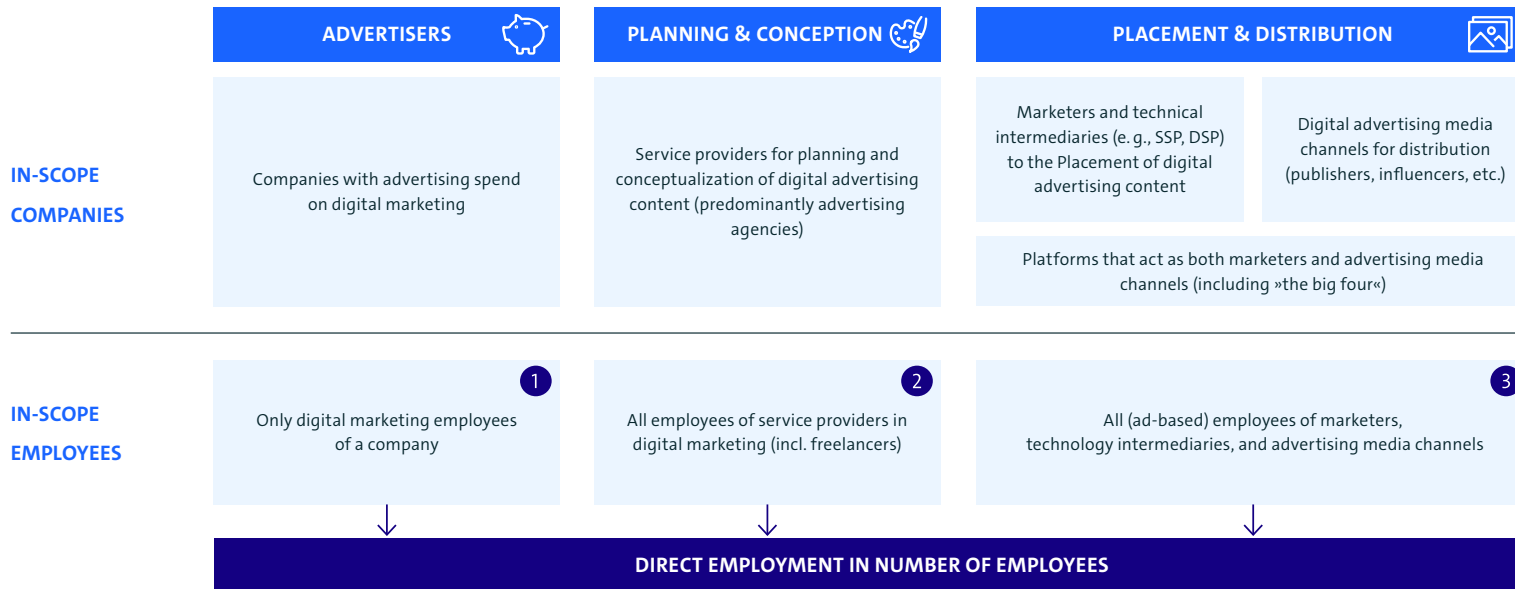 ADVERTISERS
PLANNING & CONCEPTION
PLACEMENT & DISTRIBUTION
IN-SCOPE
COMPANIES
Companies with advertising spend
on digital marketing
Service providers for planning and
conceptualization of digital advertising
content (predominantly advertising
agencies)
Marketers and technical
intermediaries (e. g., SSP, DSP)
to the Placement of digital
advertising content
Digital advertising media
channels for distribution
(publishers, influencers, etc.)
Platforms that act as both marketers and advertising media
channels (including »the big four«)
IN-SCOPE
EMPLOYEES
1
Only digital marketing employees
of a company
2
All employees of service providers in
digital marketing (incl. freelancers)
3
All (ad-based) employees of marketers,
technology intermediaries, and advertising media channels
DIRECT EMPLOYMENT IN NUMBER OF EMPLOYEES